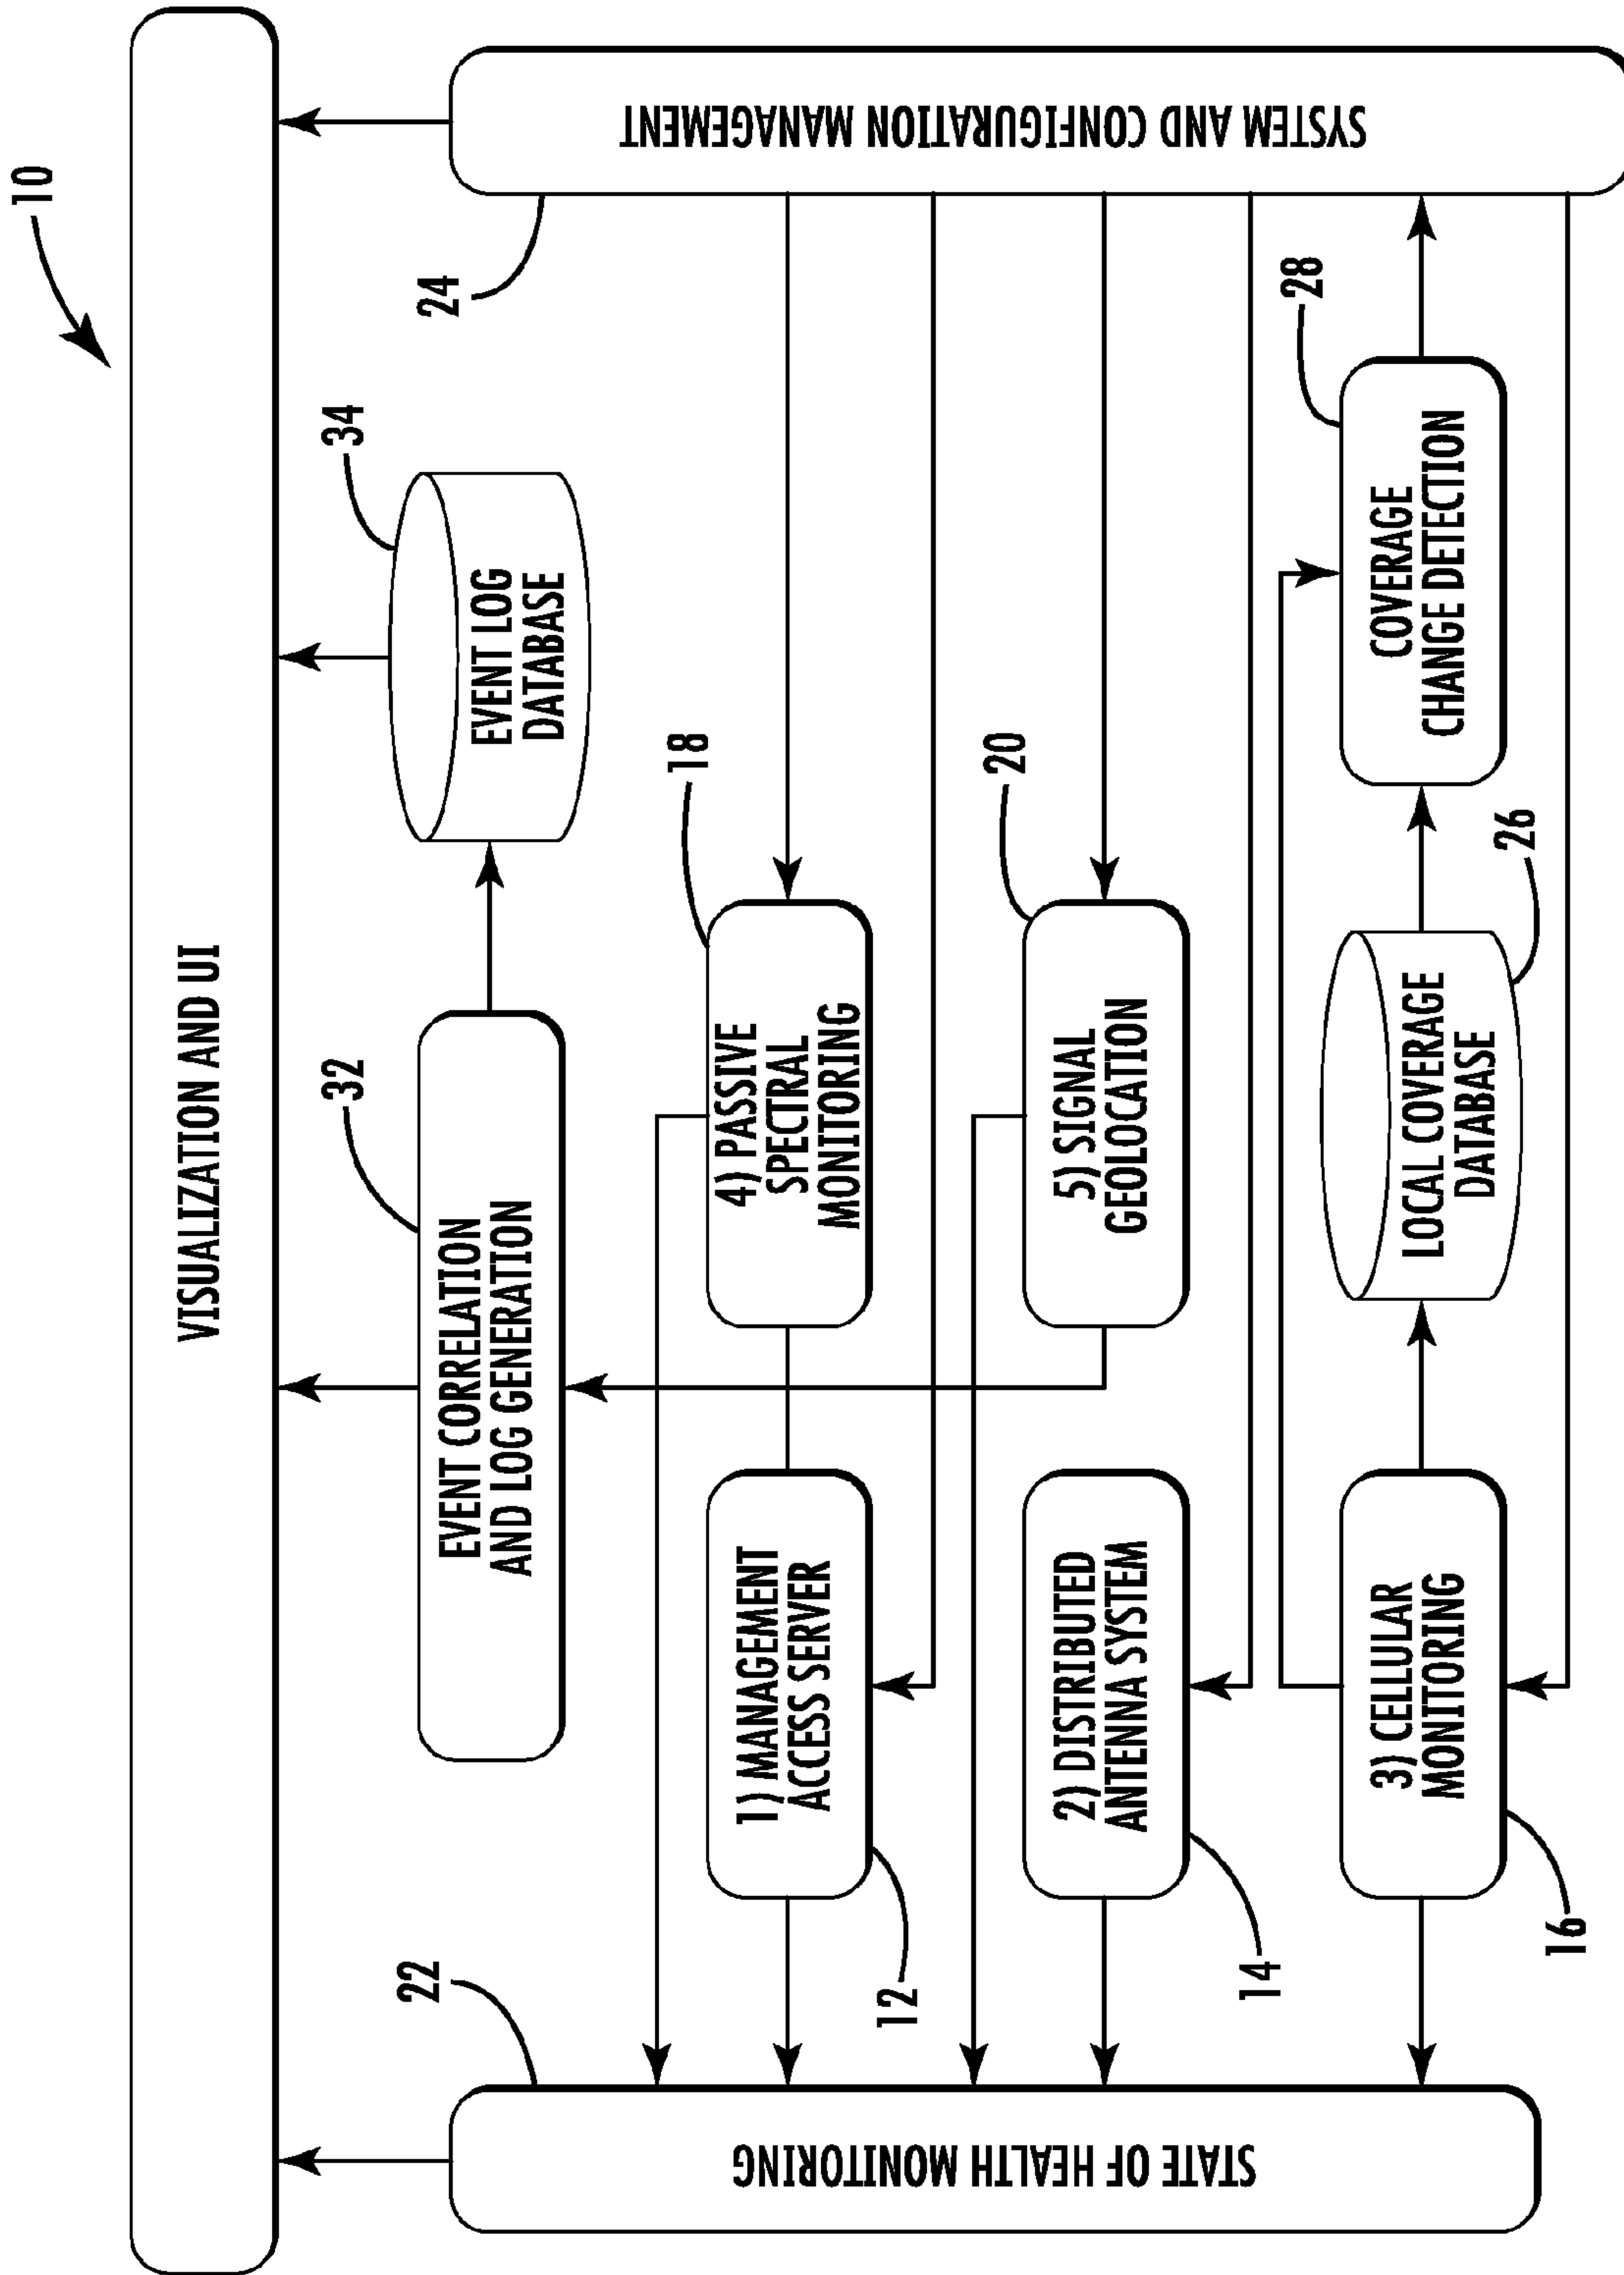 10
VISUALIZATION AND UI
22
STATE OF HEALTH MONITORING
32
EVENT CORRELATION
AND LOG GENERATION
34
EVENT LOG
DATABASE
24
SYSTEM AND CONFIGURATION MANAGEMENT
1) MANAGEMENT
ACCESS SERVER
12
18
4) PASSIVE
SPECTRAL
MONITORING
2) DISTRIBUTED
ANTENNA SYSTEM
14
20
5) SIGNAL
GEOLOCATION
3) CELLULAR
MONITORING
16
LOCAL COVERAGE
DATABASE
26
28
COVERAGE
CHANGE DETECTION